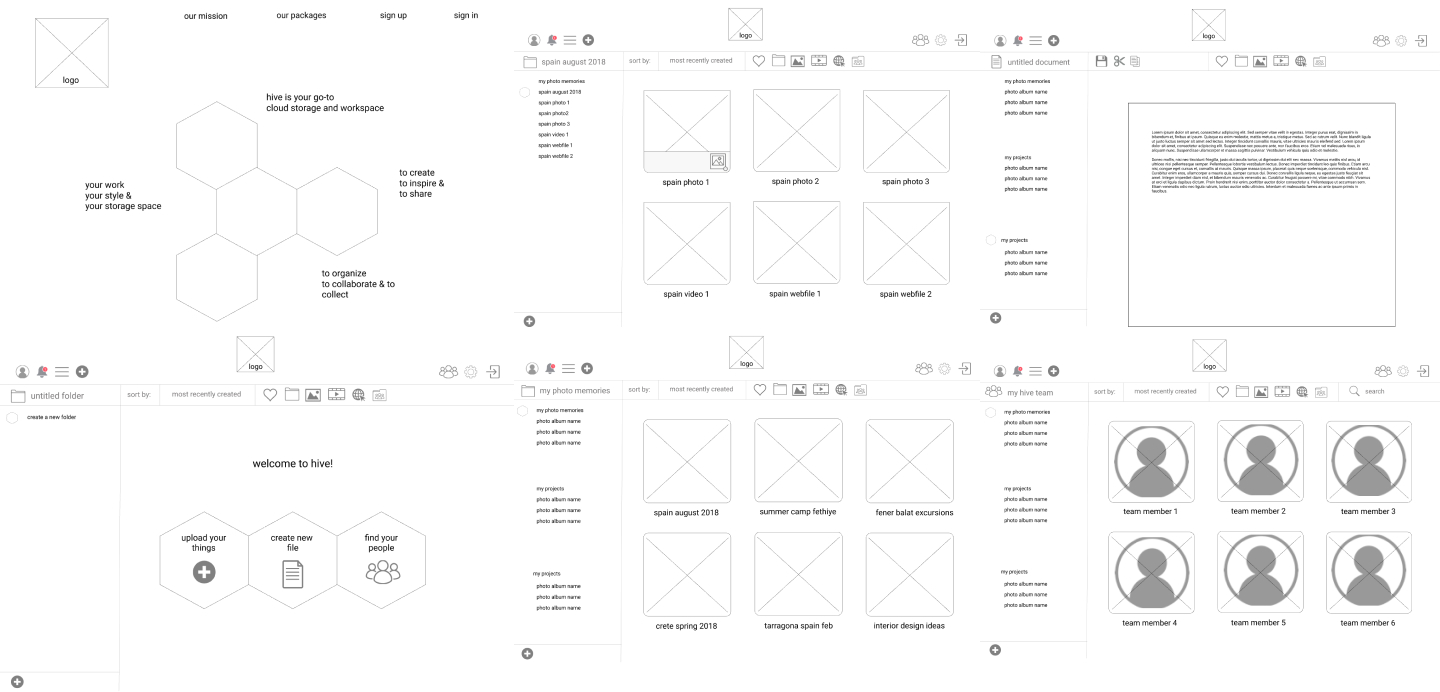 our mission
our packages
sign up
sign in
logo
hive is your go-to
cloud storage and workspace
your work
your style &
your storage space
to create
to inspire &
to share
to organize
to collaborate & to
collect
logo
spain august 2018
sort by:
most recently created
my photo memories
spain august 2018
spain photo 1
spain photo2
spain photo 3
spain video 1
spain webfile 1
spain webfile 2
spain photo 1
spain photo 2
spain photo 3
spain video 1
spain webfile 1
spain webfile 2
logo
untitled document
my photo memories
photo album name
photo album name
photo album name
my projects
photo album name
photo album name
photo album name
my projects
photo album name
photo album name
photo album name
logo
untitled folder
sort by:
most recently created
create a new folder
welcome to hive!
upload your
things
create new
file
find your
people
logo
my photo memories
sort by:
most recently created
my photo memories
photo album name
photo album name
photo album name
my projects
photo album name
photo album name
photo album name
my projects
photo album name
photo album name
photo album name
spain august 2018
summer camp fethiye
fener balat excursions
crete spring 2018
tarragona spain feb
interior design ideas
logo
my hive team
sort by:
most recently created
search
my photo memories
photo album name
photo album name
photo album name
my projects
photo album name
photo album name
photo album name
my projects
photo album name
photo album name
photo album name
team member 1
team member 2
team member 3
team member 4
team member 5
team member 6